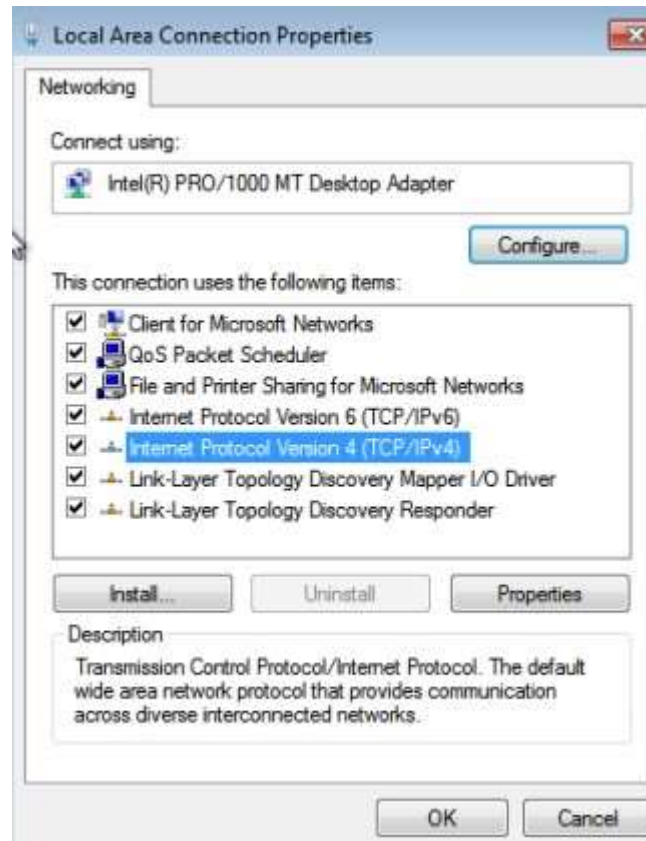 Local Area Connection Properties
Networking
Connect using:
Intel(R) PRO/1000 MT Desktop Adapter
Configure...
This connection uses the following items:
Client for Microsoft Networks
QoS Packet Scheduler
File and Printer Sharing for Microsoft Networks
Internet Protocol Version 6 (TCP/IPv6)
Internet Protocol Version 4 (TCP/IPv4)
Link-Layer Topology Discovery Mapper I/O Driver
Link-Layer Topology Discovery Responder
Install...
Uninstall
Properties
Description
Transmission Control Protocol/Internet Protocol. The default
wide area network protocol that provides communication
across diverse interconnected networks.
OK
Cancel